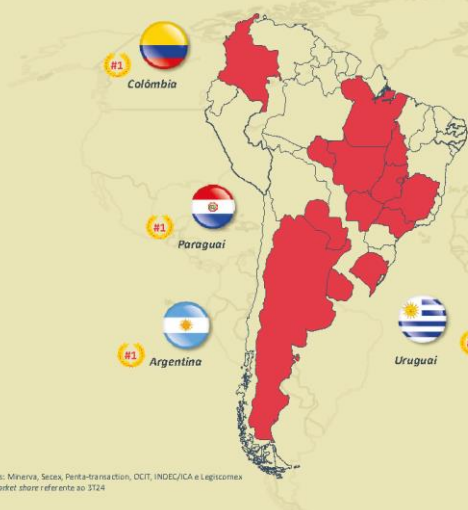 #1
Colômbia
#1
Paraguai
#1
Argentina
Uruguai
s: Minerva, Secex, Penta-transaction, OCIT, INDEC/ICA e Legiscomex
rket share referente ao 3T24